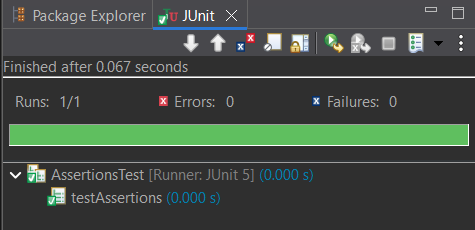 Package Explorer JUnit
Finished after 0.067 seconds
Runs: 1/1 Errors: 0 Failures: 0
AssertionsTest [Runner: JUnit 5] (0.000 s)
testAssertions (0.000 s)